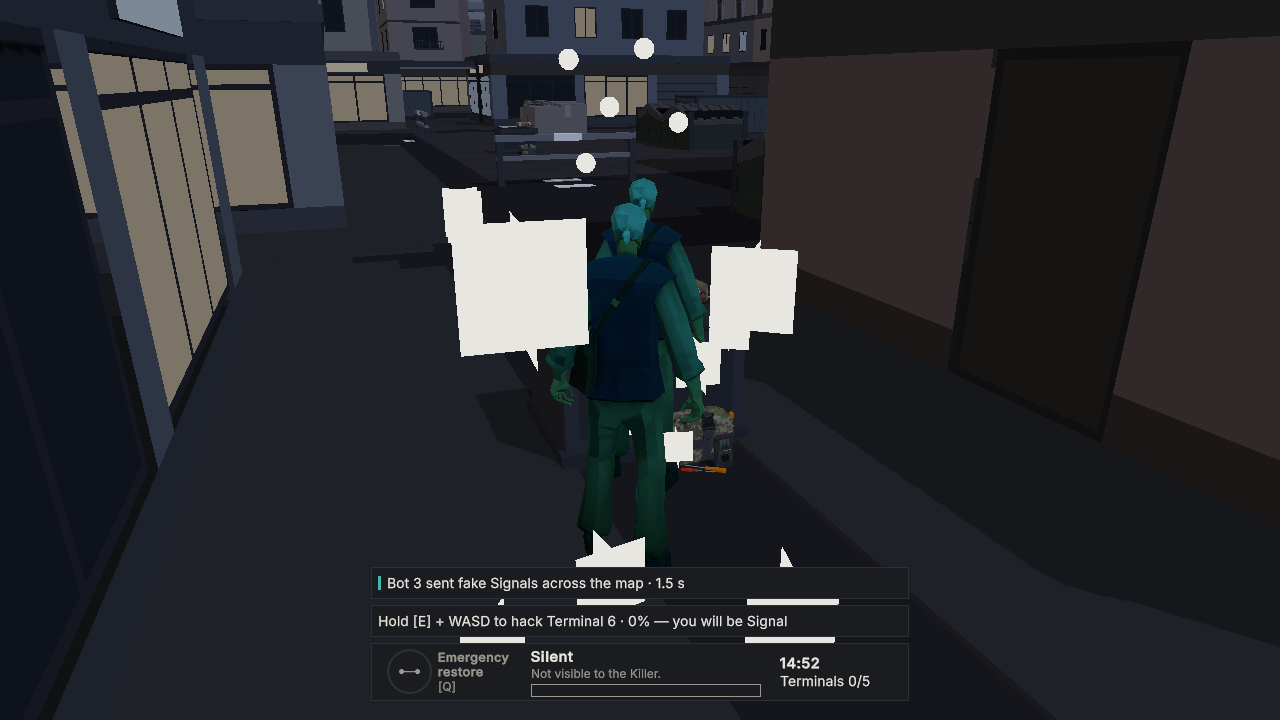 Bot 3 sent fake Signals across the map · 1.5 s
Hold [E] + WASD to hack Terminal 6 · 0% — you will be Signal
Emergency
restore
[Q]
Silent
Not visible to the Killer.
14:52
Terminals 0/5